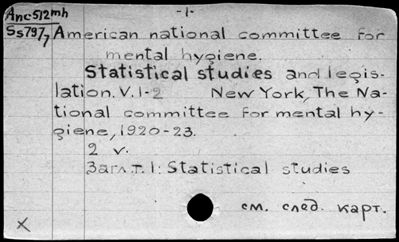 Anc512mh
-1-
Ss79/7 American national committee for
mental hygiene.
Statistical studies and legis-
lation. V.1-2 New York, The Na-
tional committee for mental hy-
giene, 1920-23.
2 v.
Загл.т.1: Statistical studies
см. след. карт.
X